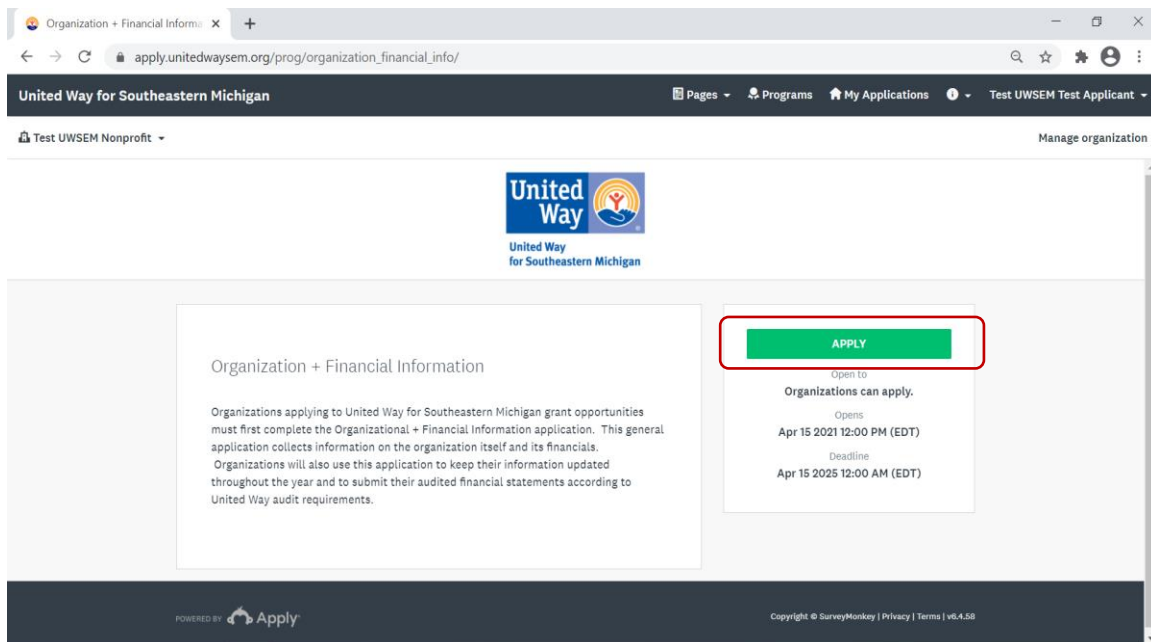 Organization + Financial Informa
apply.unitedwaysem.org/prog/organization_financial_info/
United Way for Southeastern Michigan
Pages
Programs
My Applications
Test UWSEM Test Applicant
Test UWSEM Nonprofit
Manage organization
United
Way
United Way
for Southeastern Michigan
Organization + Financial Information
Organizations applying to United Way for Southeastern Michigan grant opportunities
must first complete the Organizational + Financial Information application. This general
application collects information on the organization itself and its financials.
Organizations will also use this application to keep their information updated
throughout the year and to submit their audited financial statements according to
United Way audit requirements.
APPLY
Open to
Organizations can apply.
Opens
Apr 15 2021 12:00 PM (EDT)
Deadline
Apr 15 2025 12:00 AM (EDT)
POWERED BY Apply
Copyright © SurveyMonkey | Privacy | Terms | v6.4.58